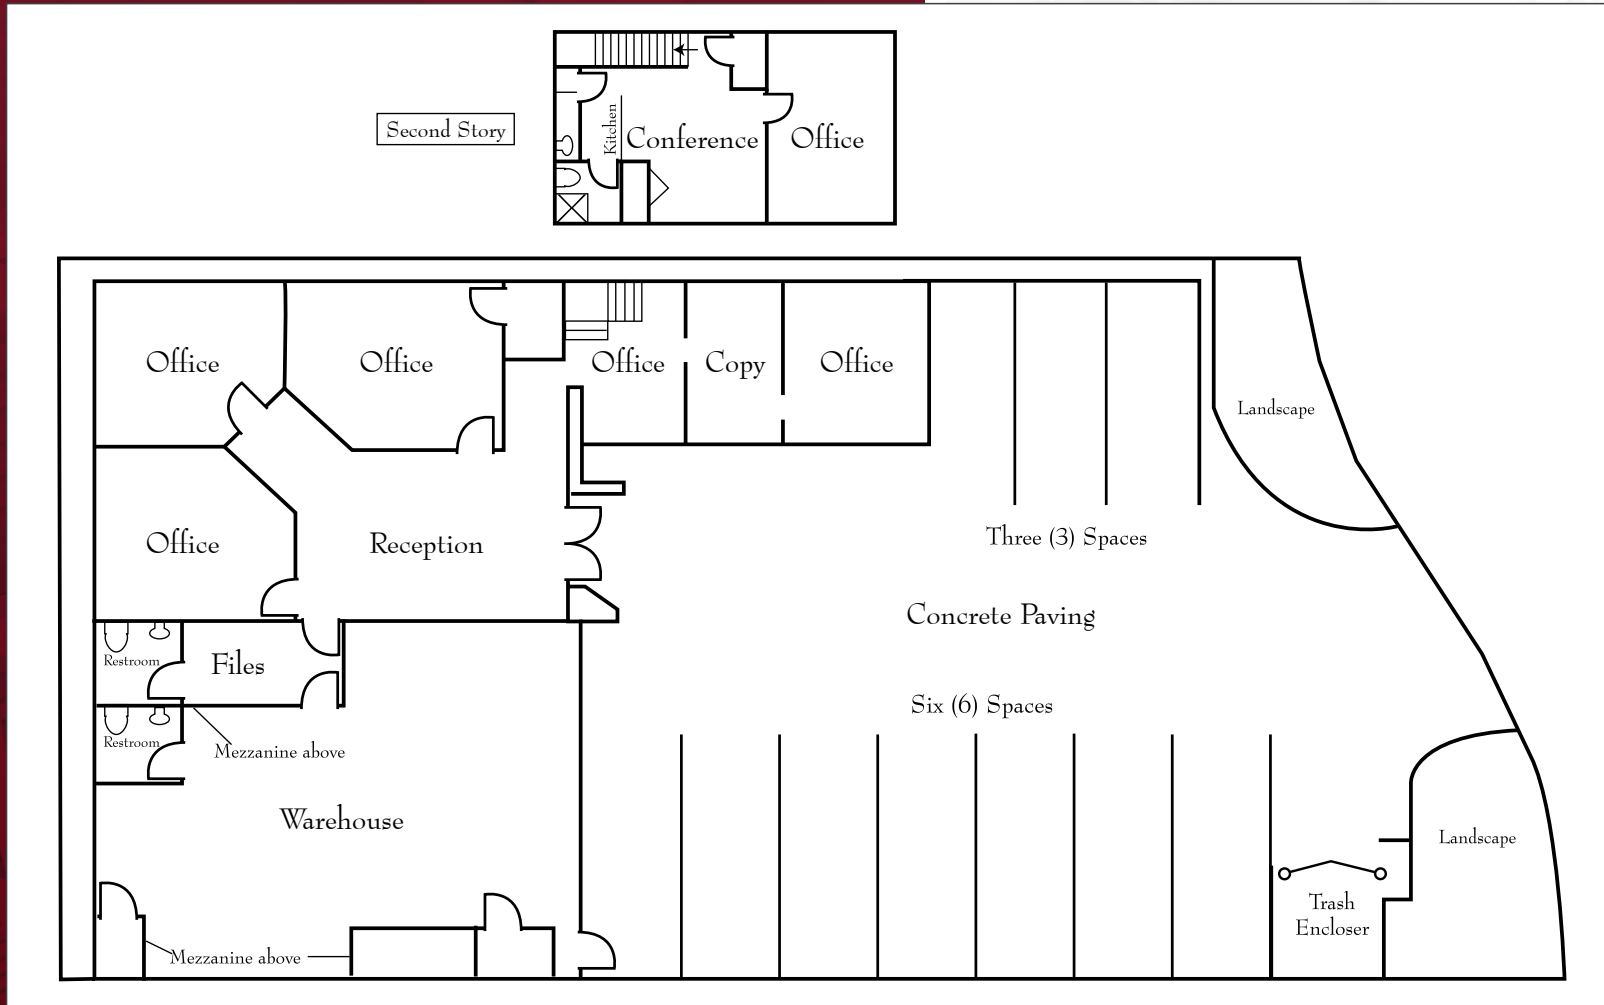 Second Story
Kitchen
Conference
Office
Office
Office
Office
Copy
Office
Landscape
Three (3) Spaces
Office
Reception
Concrete Paving
Restroom
Files
Six (6) Spaces
Restroom
Mezzanine above
Warehouse
Landscape
Trash
Encloser
Mezzanine above